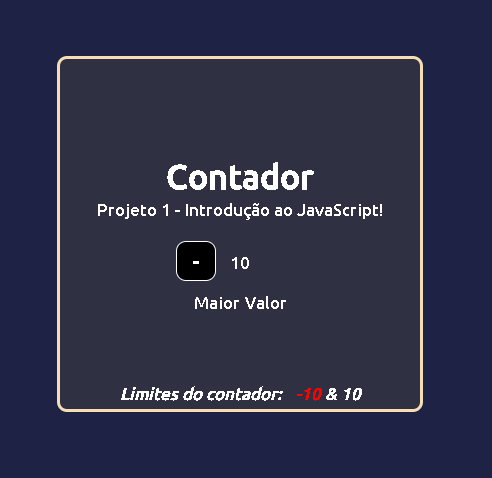 Contador
Projeto 1 - Introdução ao JavaScript!
- 10
Maior Valor
Limites do contador: -10 & 10